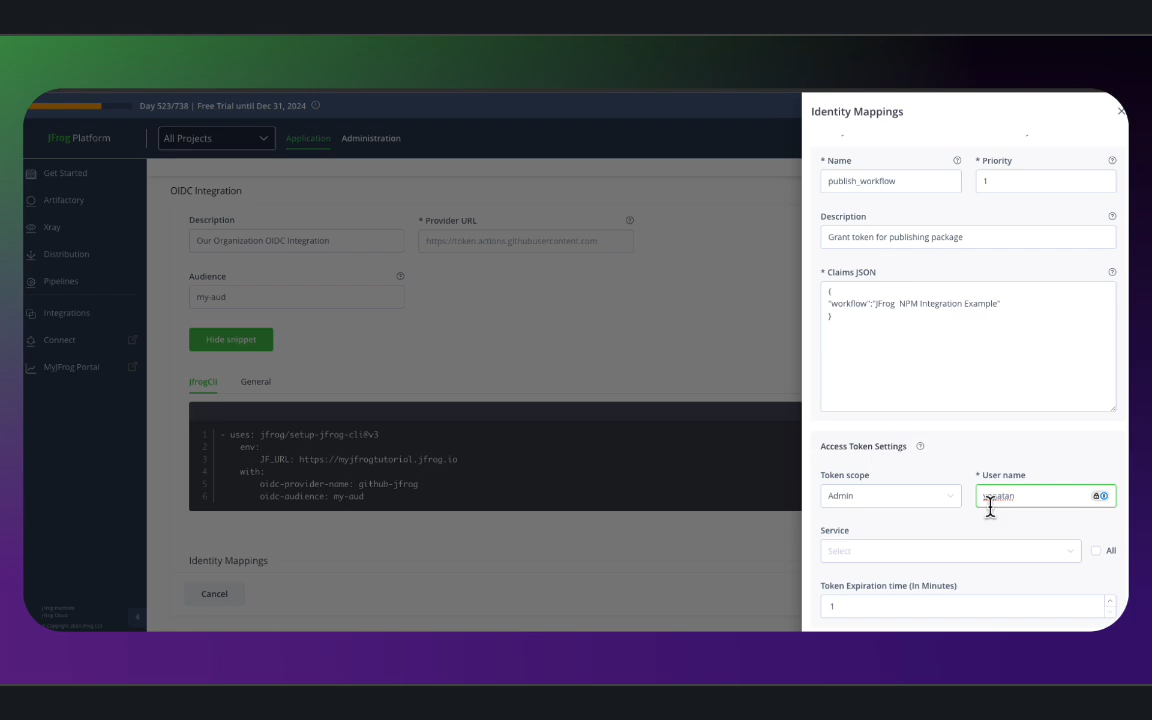 Day 523/738 | Free Trial until Dec 31, 2024
JFrog Platform
All Projects
Application
Administration
Get Started
Artifactory
Xray
Distribution
Pipelines
Integrations
Connect
MyJFrog Portal
OIDC Integration
Description
* Provider URL
Our Organization OIDC Integration
https://token.actions.githubusercontent.com
Audience
my-aud
Hide snippet
JfrogCli
General
1 - uses: jfrog/setup-jfrog-cli@v3
2 env:
3 JF_URL: https://myjfrogtutorial.jfrog.io
4 with:
5 oidc-provider-name: github-jfrog
6 oidc-audience: my-aud
Identity Mappings
Cancel
Identity Mappings
* Name
* Priority
publish_workflow
1
Description
Grant token for publishing package
* Claims JSON
{
"workflow":"JFrog NPM Integration Example"
}
Access Token Settings
Token scope
* User name
Admin
Service
Select
All
Token Expiration time (In Minutes)
1